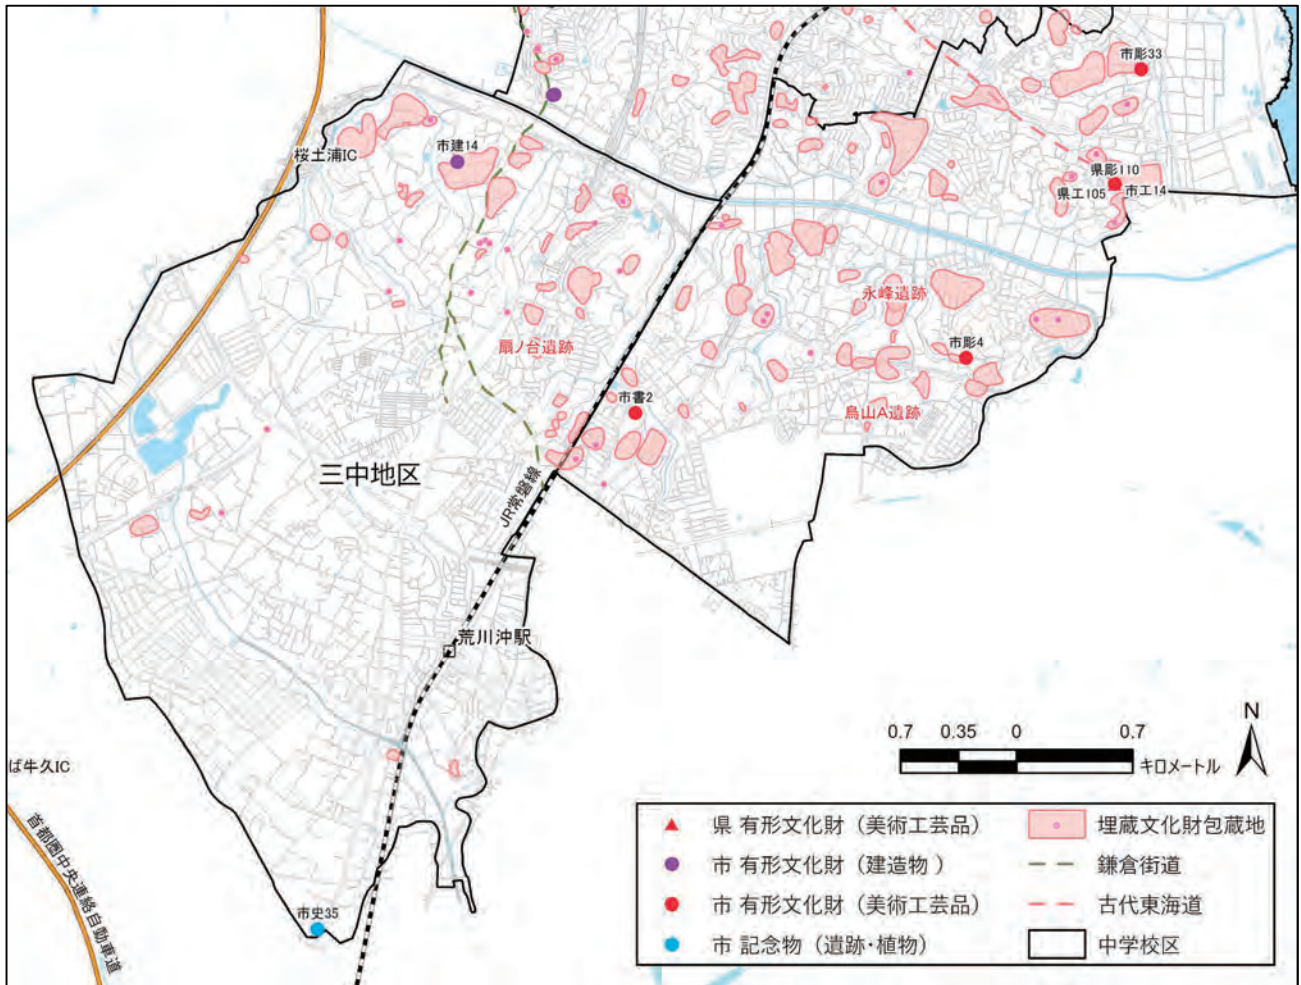 市彫33
桜土浦IC
市建14
県彫110
県工105
市工14
永峰遺跡
扇ノ台遺跡
市彫4
市書2
烏山A遺跡
三中地区
JR常磐線
荒川沖駅
N
0.7 0.35 0 0.7
キロメートル
ば牛久IC
首都圏中央連絡自動車道
市史35
県 有形文化財（美術工芸品）
市 有形文化財（建造物 ）
市 有形文化財（美術工芸品）
市 記念物（遺跡・植物）
埋蔵文化財包蔵地
鎌倉街道
古代東海道
中学校区